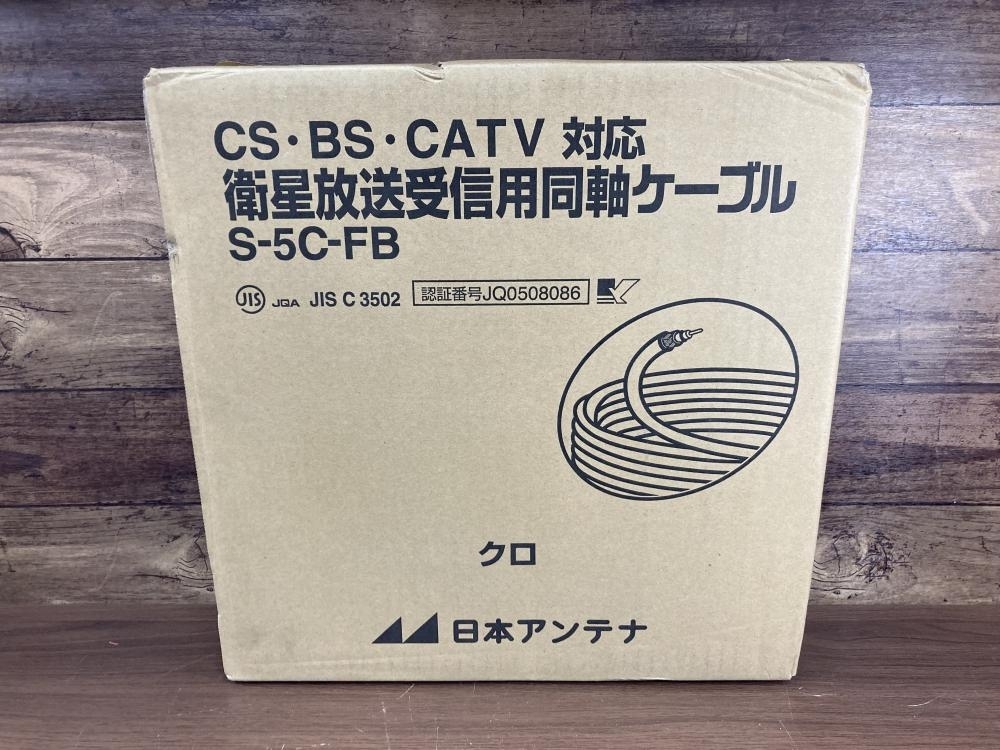 CS・BS・CATV 対応
衛星放送受信用同軸ケーブル
S-5C-FB
JIS JQA JIS C 3502 認証番号JQ0508086
クロ
日本アンテナ